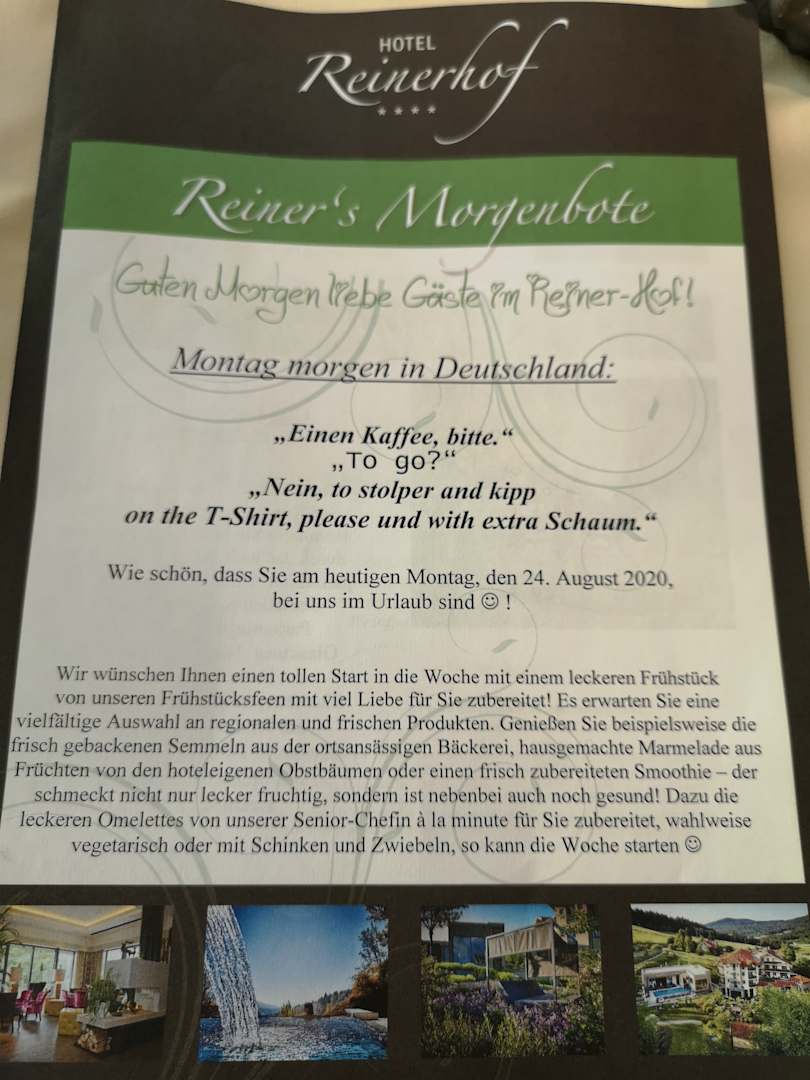 HOTEL
Reinerhof
****
Reiner's Morgenbote
Guten Morgen liebe Gäste im Reiner-Hof!
Montag morgen in Deutschland:
„Einen Kaffee, bitte.“
„To go?“
„Nein, to stolper and kipp
on the T-Shirt, please und with extra Schaum.“
Wie schön, dass Sie am heutigen Montag, den 24. August 2020,
bei uns im Urlaub sind ☺ !
Wir wünschen Ihnen einen tollen Start in die Woche mit einem leckeren Frühstück
von unseren Frühstücksfeen mit viel Liebe für Sie zubereitet! Es erwarten Sie eine
vielfältige Auswahl an regionalen und frischen Produkten. Genießen Sie beispielsweise die
frisch gebackenen Semmeln aus der ortsansässigen Bäckerei, hausgemachte Marmelade aus
Früchten von den hoteleigenen Obstbäumen oder einen frisch zubereiteten Smoothie – der
schmeckt nicht nur lecker fruchtig, sondern ist nebenbei auch noch gesund! Dazu die
leckeren Omelettes von unserer Senior-Chefin à la minute für Sie zubereitet, wahlweise
vegetarisch oder mit Schinken und Zwiebeln, so kann die Woche starten ☺